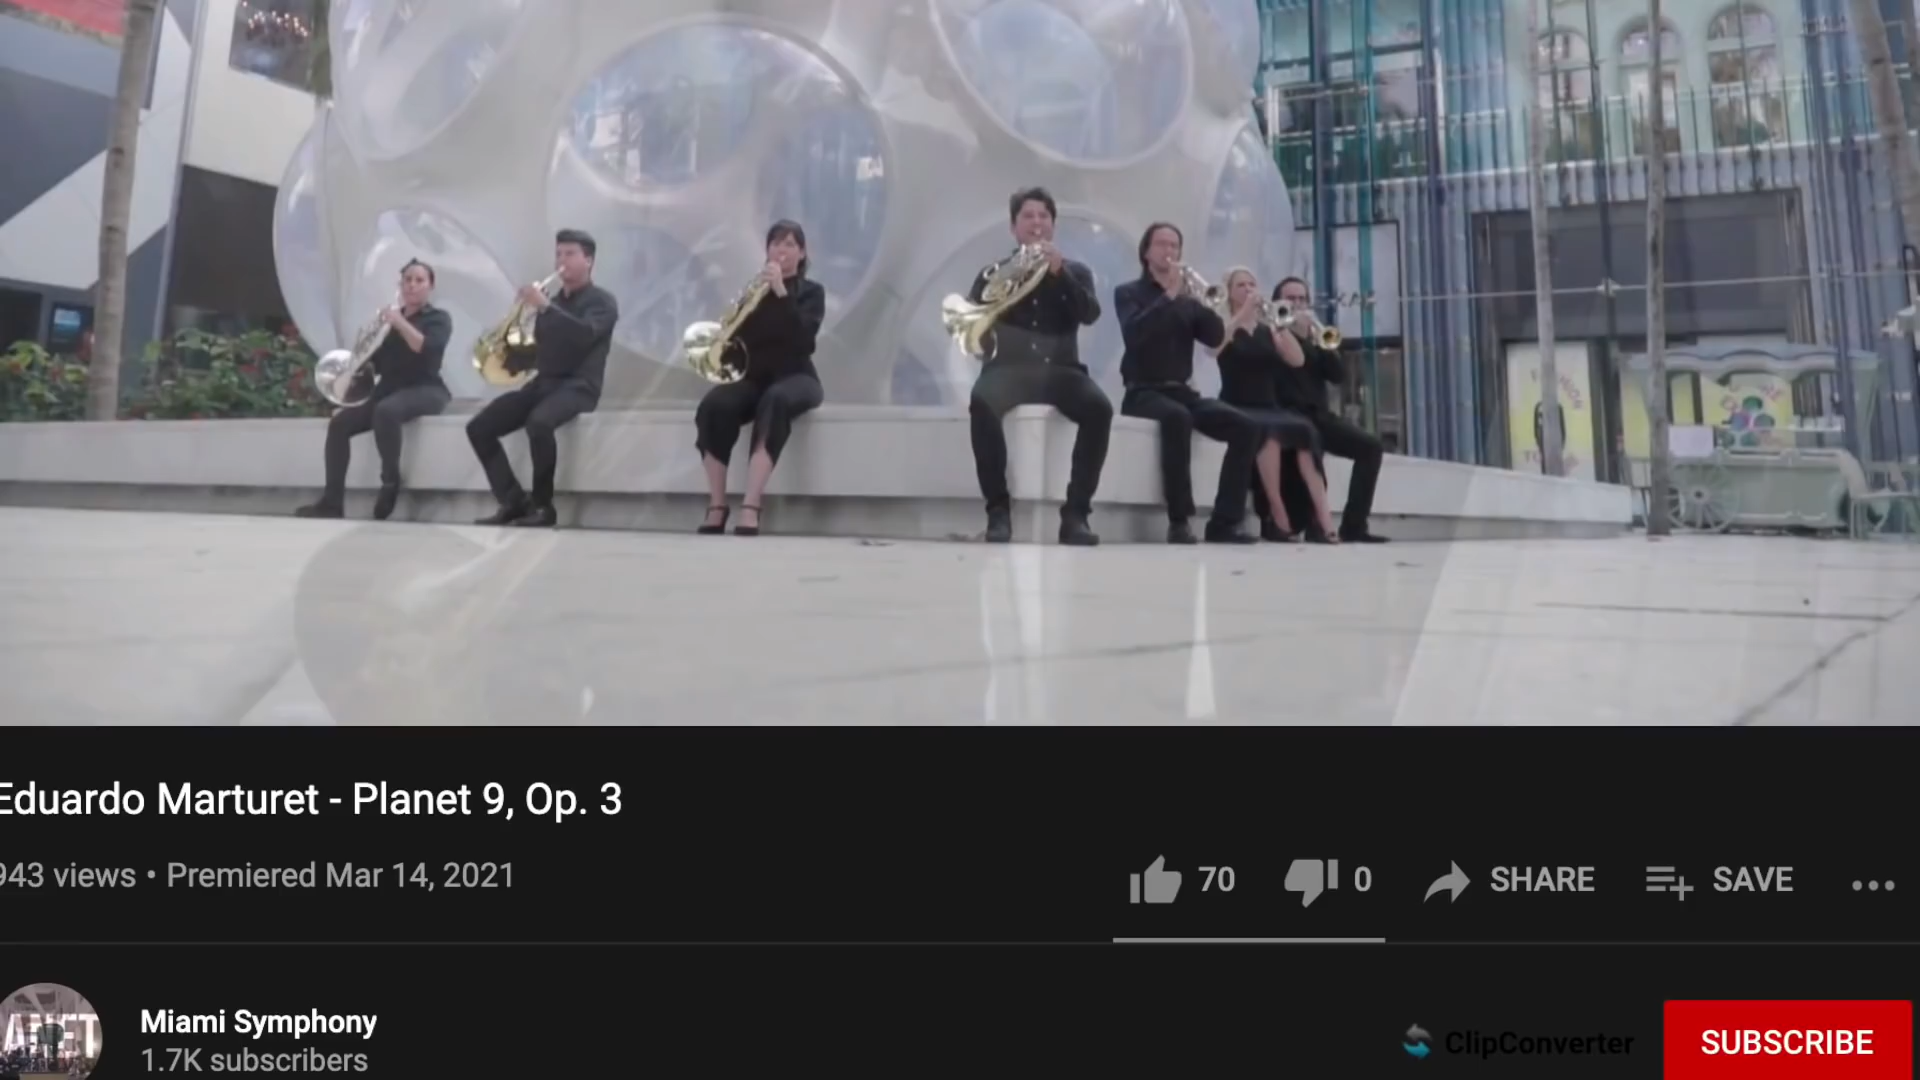 Eduardo Marturet - Planet 9, Op. 3
943 views • Premiered Mar 14, 2021
70
0
SHARE
SAVE
Miami Symphony
1.7K subscribers
ClipConverter
SUBSCRIBE